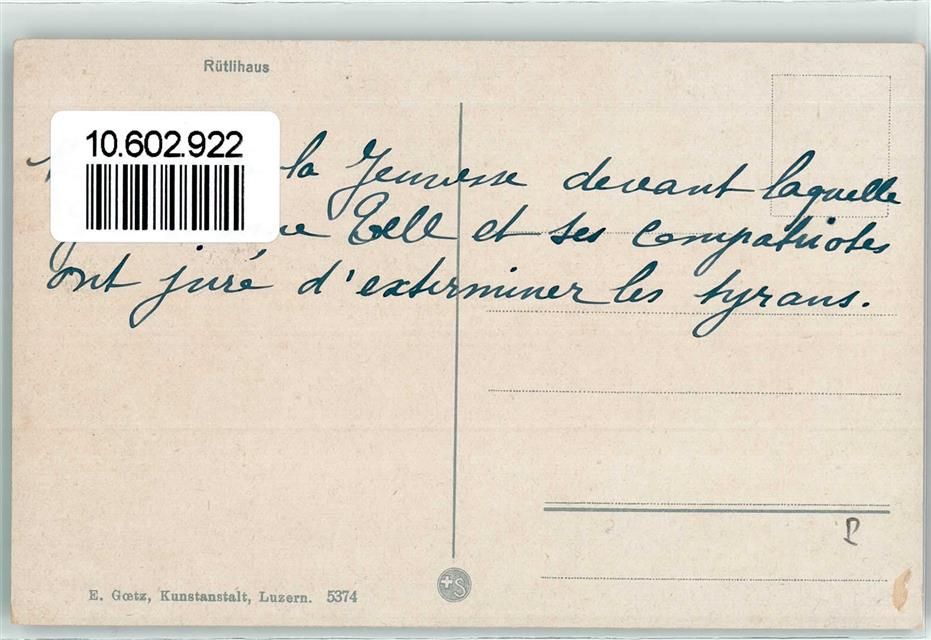 Rütlihaus
10.602.922
la Jeunesse devant laquelle
Tell et ses compatriotes
ont juré d'exterminer les tyrans.
E. Gœtz, Kunstanstalt, Luzern. 5374
S